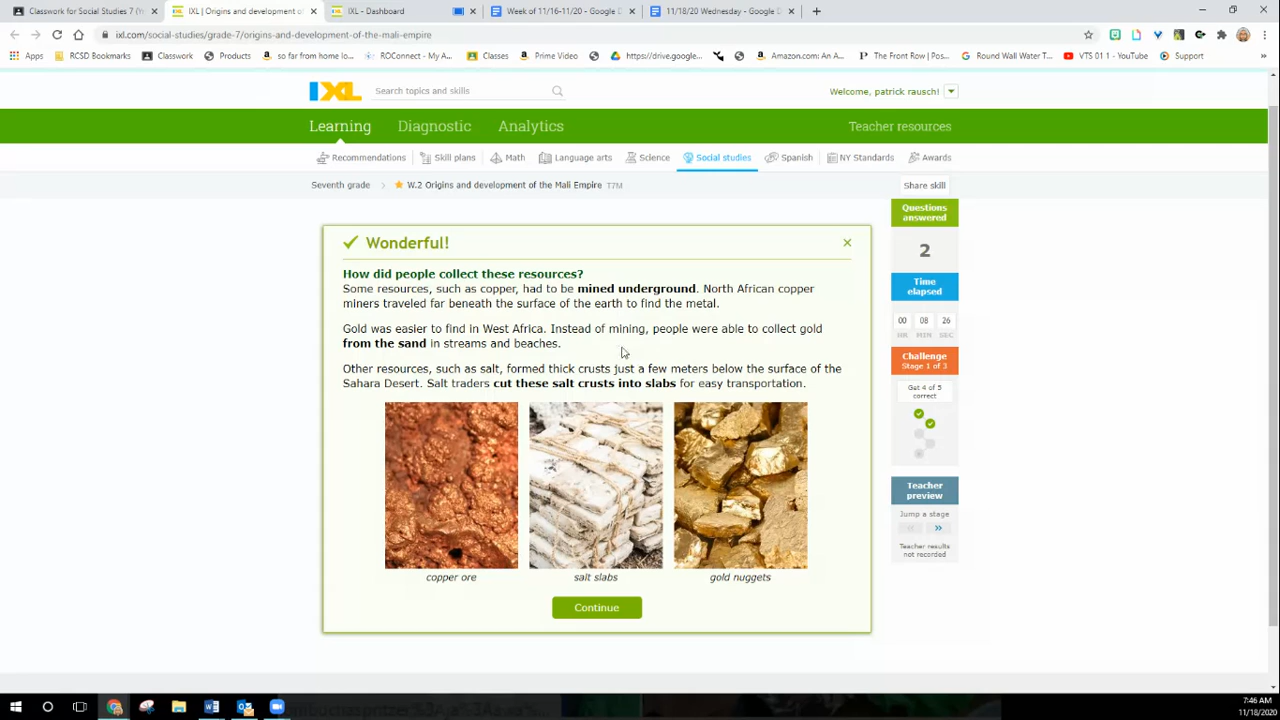 Classwork for Social Studies 7 (Y
IXL | Origins and development of
IXL - Dashboard
Week of 11/16-11/20 - Google D
11/18/20 Wednesday - Google D
ixl.com/social-studies/grade-7/origins-and-development-of-the-mali-empire
Apps
RCSD Bookmarks
Classwork
Products
so far from home lo...
ROConnect - My Ap...
Classes
Prime Video
https://drive.google...
Amazon.com: An A...
The Front Row | Pos...
Round Wall Water T...
VTS 01 1 - YouTube
Support
IXL
Search topics and skills
Welcome, patrick rausch!
Learning
Diagnostic
Analytics
Teacher resources
Recommendations
Skill plans
Math
Language arts
Science
Social studies
Spanish
NY Standards
Awards
Seventh grade
W.2 Origins and development of the Mali Empire
T7M
Share skill
Wonderful!
How did people collect these resources?
Some resources, such as copper, had to be mined underground. North African copper
miners traveled far beneath the surface of the earth to find the metal.
Gold was easier to find in West Africa. Instead of mining, people were able to collect gold
from the sand in streams and beaches.
Other resources, such as salt, formed thick crusts just a few meters below the surface of the
Sahara Desert. Salt traders cut these salt crusts into slabs for easy transportation.
copper ore
salt slabs
gold nuggets
Continue
Questions
answered
2
Time
elapsed
00 08 26
HR MIN SEC
Challenge
Stage 1 of 3
Get 4 of 5
correct
Teacher
preview
Jump a stage
Teacher results
not recorded
7:46 AM
11/18/2020